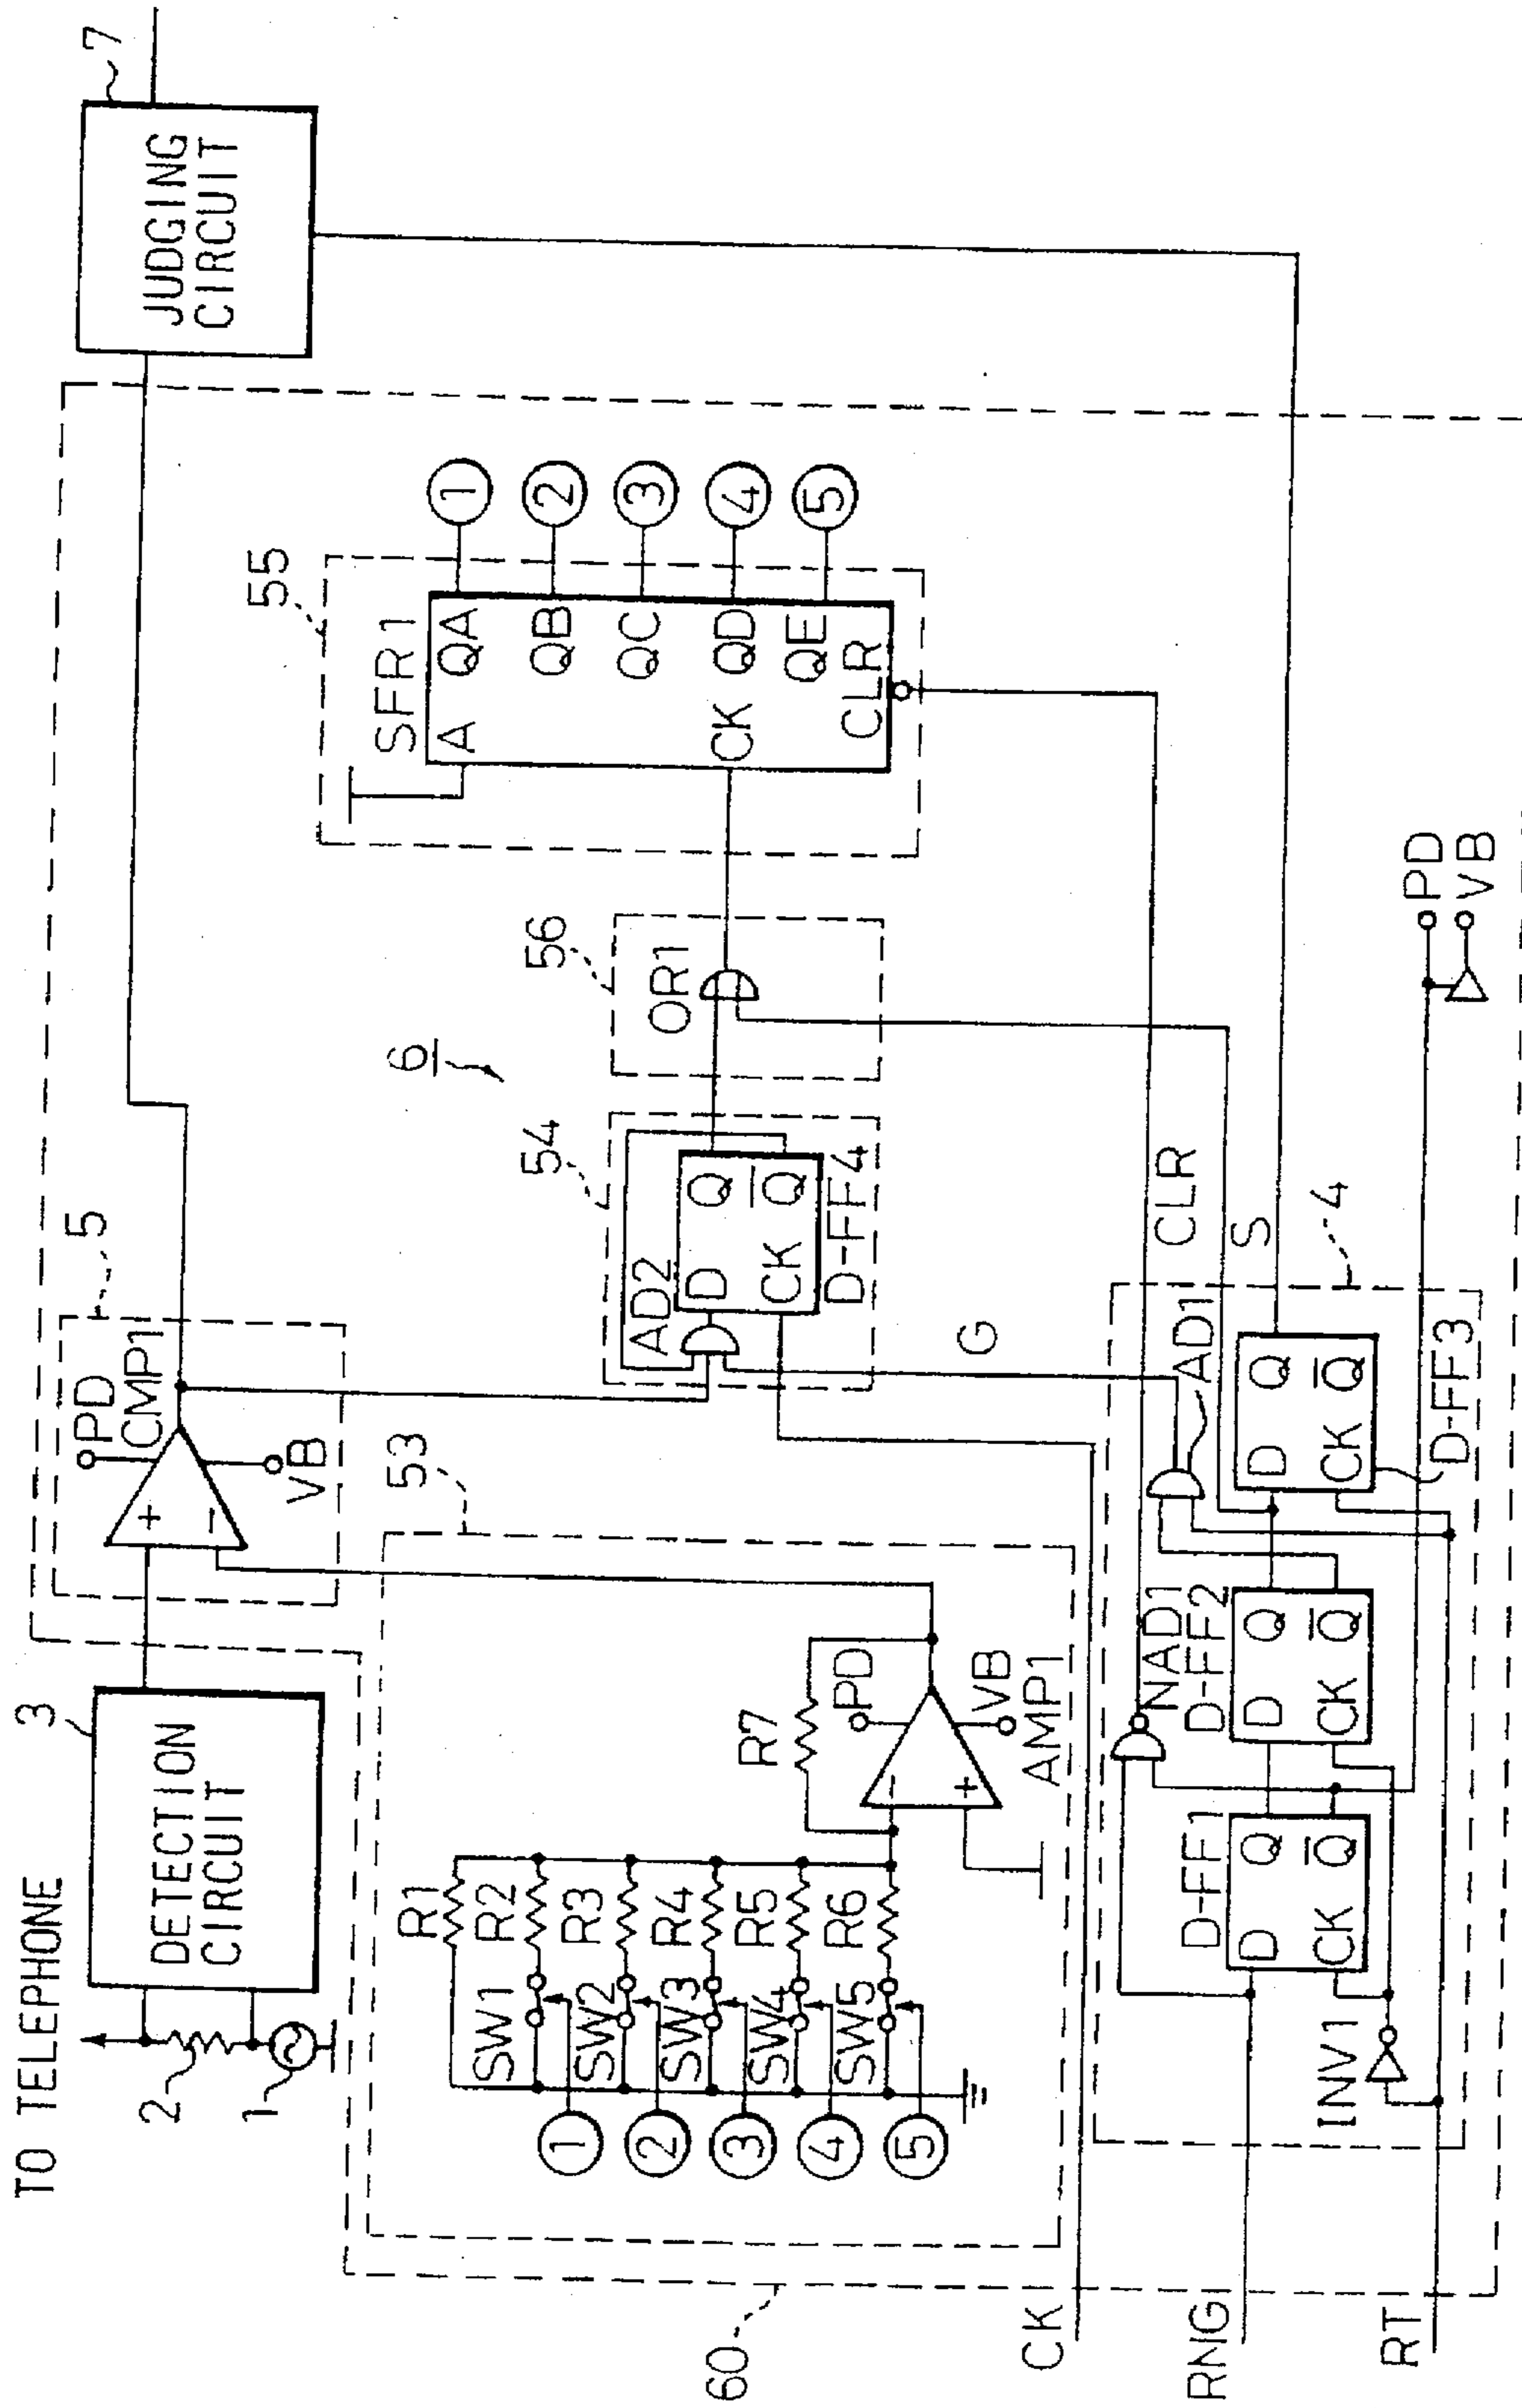 TO TELEPHONE
2
1
3
DETECTION
CIRCUIT
5
PD
CMP1
+
−
VB
7
JUDGING
CIRCUIT
53
R1
R2
R3
R4
R5
R6
R7
SW1
SW2
SW3
SW4
SW5
1
2
3
4
5
PD
−
+
VB
AMP1
6
54
AD2
D Q
CK Q̅
D-FF4
56
OR1
55
SFR1
A QA
QB
QC
CK QD
QE
CLR
1
2
3
4
5
G
CLR
S
4
60
CK
RNG
RT
INV1
D-FF1
D Q
CK Q̅
NAD1
D-FF2
D Q
CK Q̅
AD1
D Q
CK Q̅
D-FF3
PD
VB